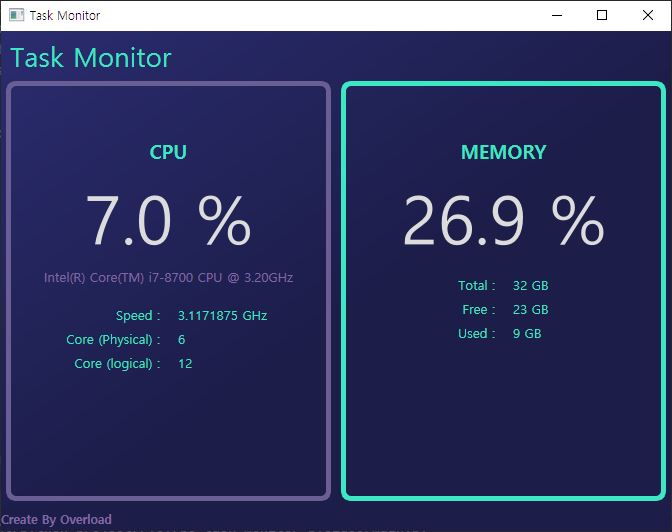 Task Monitor
Task Monitor
CPU
7.0 %
Intel(R) Core(TM) i7-8700 CPU @ 3.20GHz
Speed : 3.1171875 GHz
Core (Physical) : 6
Core (logical) : 12
MEMORY
26.9 %
Total : 32 GB
Free : 23 GB
Used : 9 GB
Create By Overload